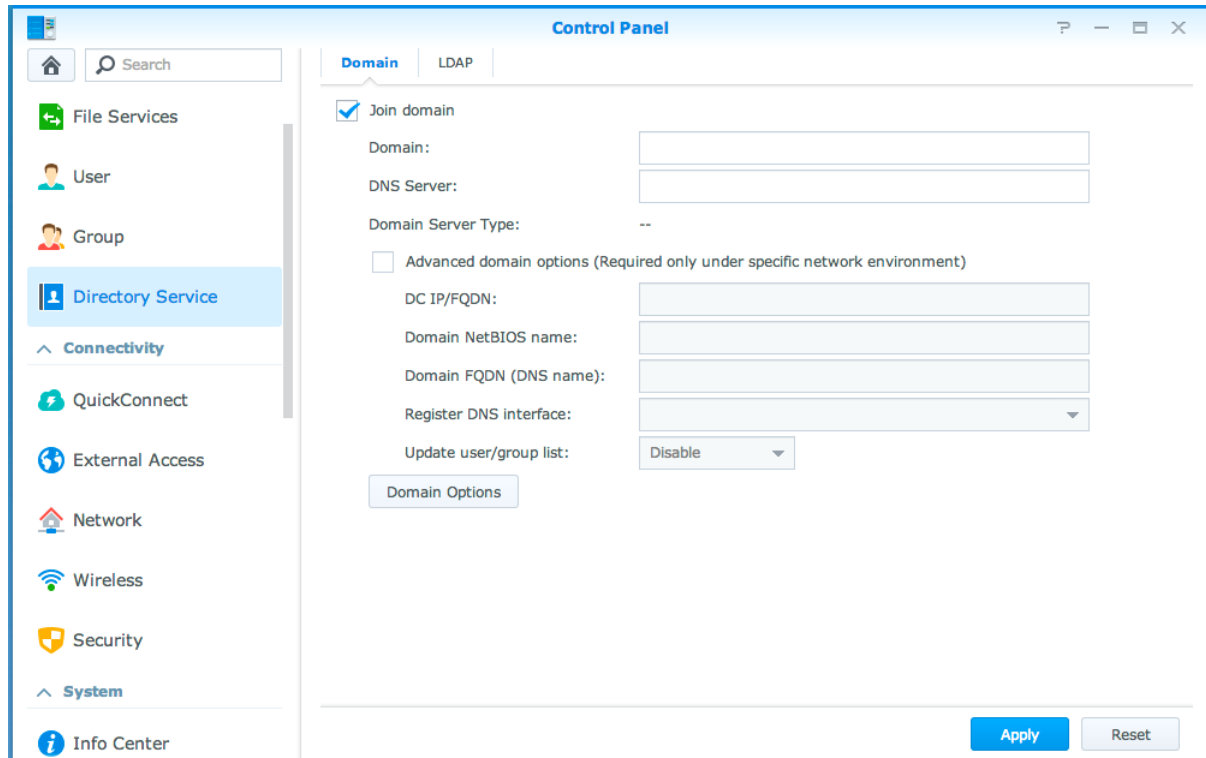 Control Panel
Search
File Services
User
Group
Directory Service
Connectivity
QuickConnect
External Access
Network
Wireless
Security
System
Info Center
Domain LDAP
Join domain
Domain:
DNS Server:
Domain Server Type: --
Advanced domain options (Required only under specific network environment)
DC IP/FQDN:
Domain NetBIOS name:
Domain FQDN (DNS name):
Register DNS interface:
Update user/group list: Disable
Domain Options
Apply Reset